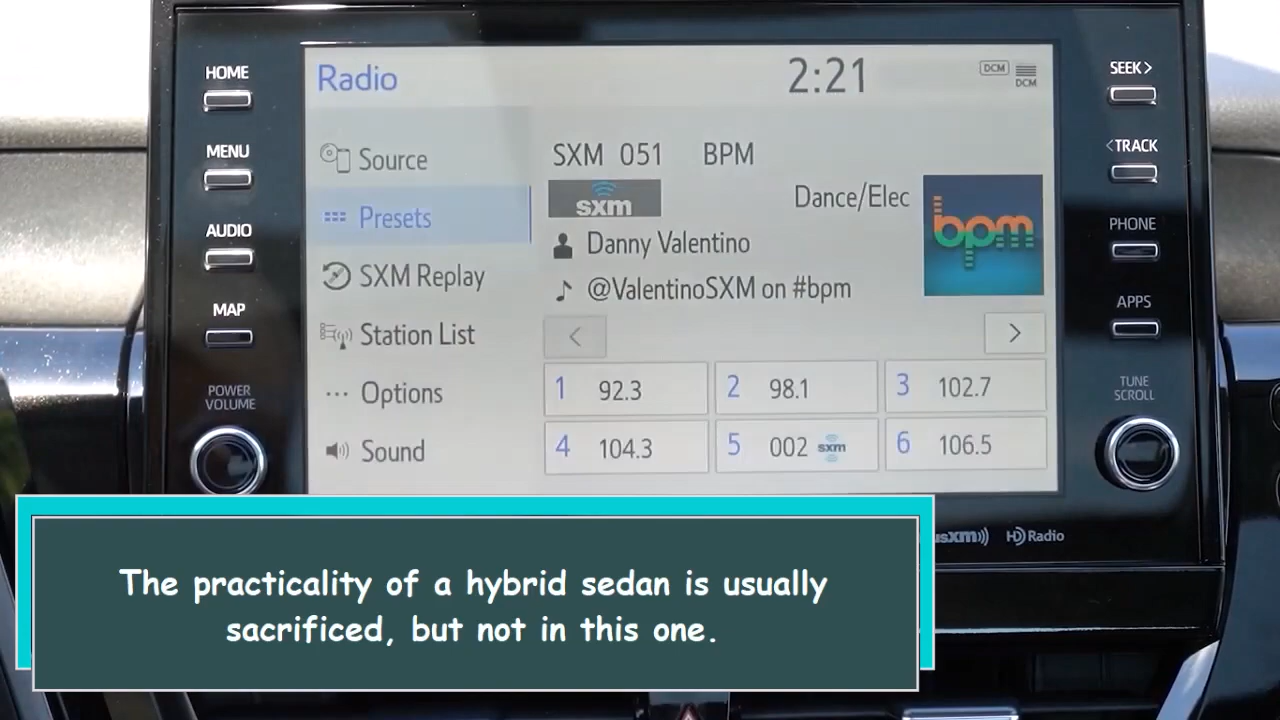 HOME
MENU
AUDIO
MAP
POWER
VOLUME
Radio
2:21
DCM
DCM
Source
Presets
SXM Replay
Station List
Options
Sound
SXM 051 BPM
sxm
Dance/Elec
bpm
Danny Valentino
@ValentinoSXM on #bpm
< >
1 92.3 2 98.1 3 102.7
4 104.3 5 002 sxm 6 106.5
SEEK>
<TRACK
PHONE
APPS
TUNE
SCROLL
HD Radio
The practicality of a hybrid sedan is usually
sacrificed, but not in this one.